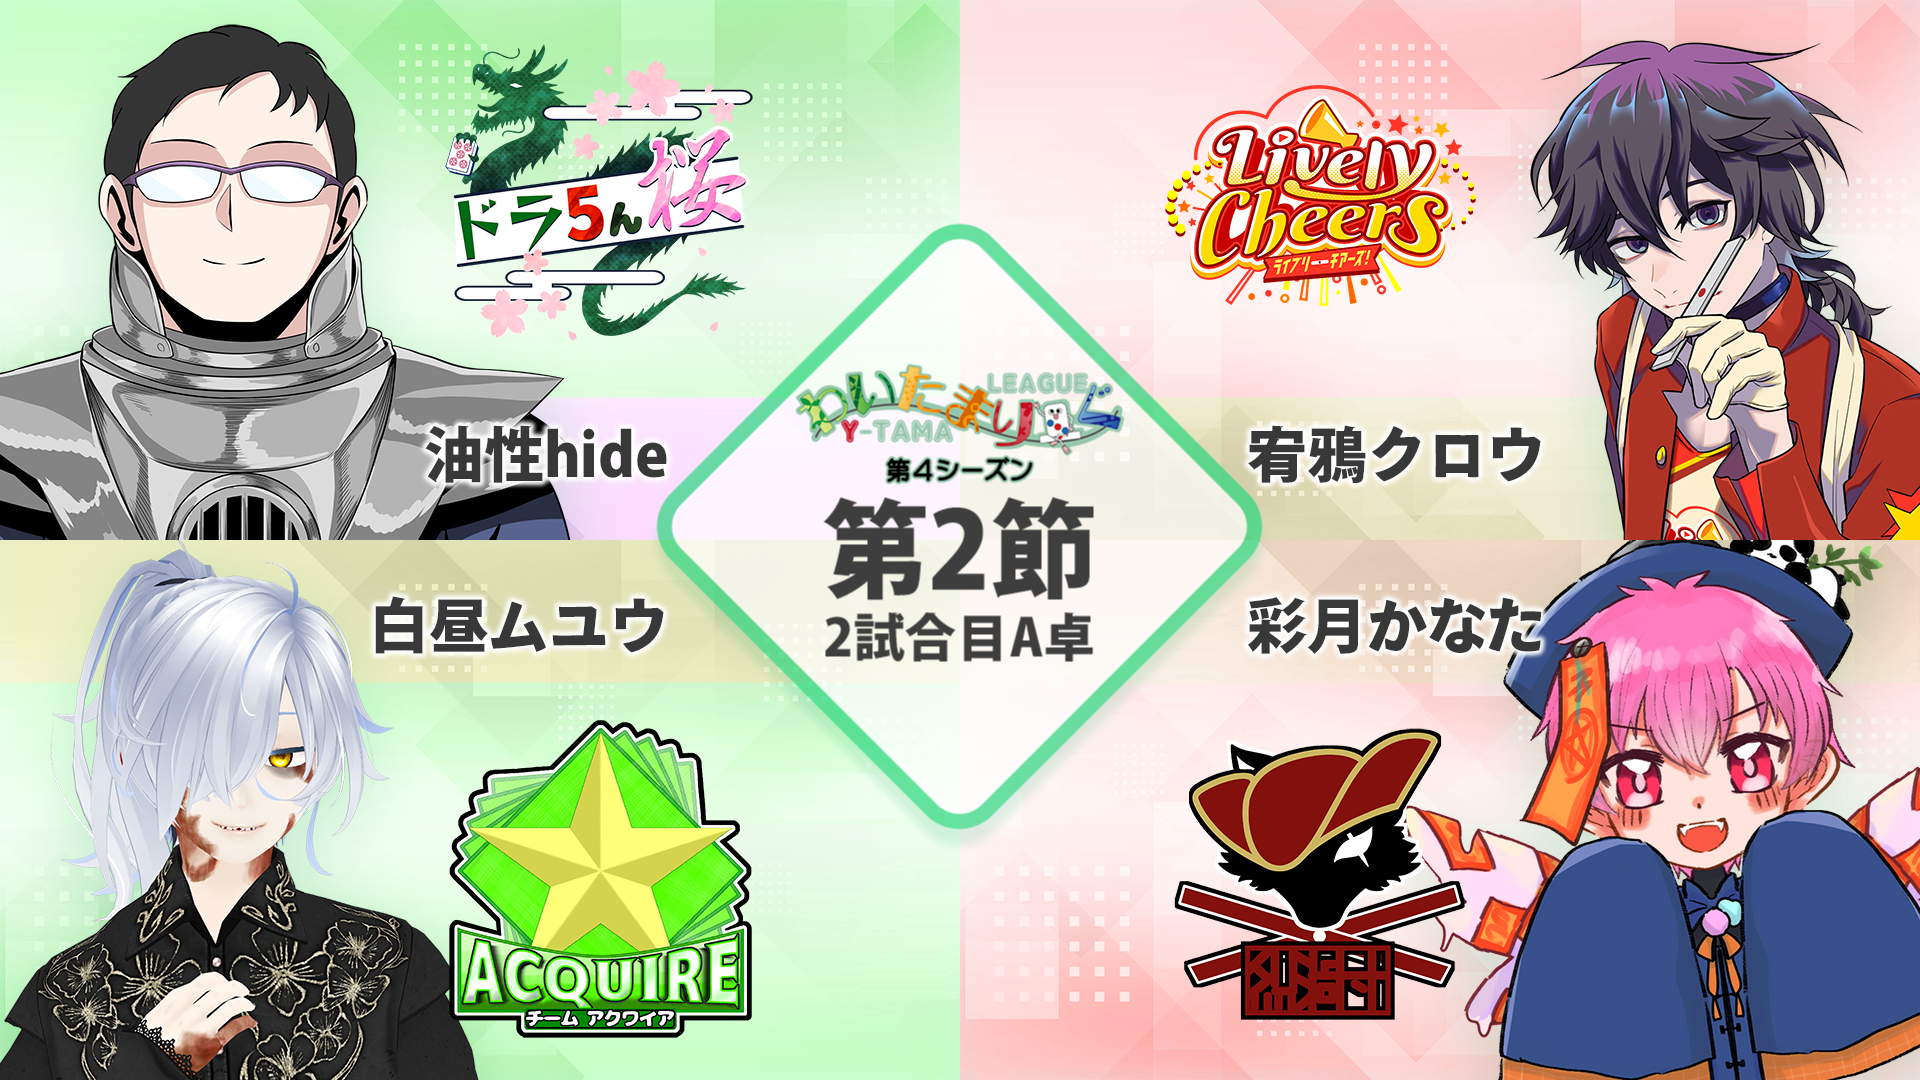 ドラ5ん桜
Lively
Cheers
ライブリー・チアーズ!
油性hide
宥鴉クロウ
わいたまりーぐ
LEAGUE
Y-TAMA
第4シーズン
第2節
2試合目A卓
白昼ムユウ
彩月かなた
ACQUIRE
チーム アクワイア